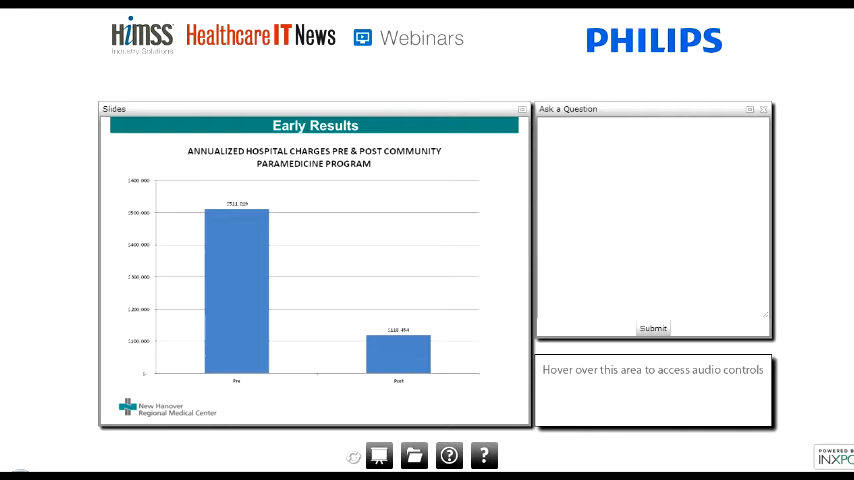 HIMSS
Industry Solutions
Healthcare IT News
Webinars
PHILIPS
Slides
Early Results
ANNUALIZED HOSPITAL CHARGES PRE & POST COMMUNITY
PARAMEDICINE PROGRAM
$600,000
$500,000
$400,000
$300,000
$200,000
$100,000
$-
Pre
Post
New Hanover
Regional Medical Center
Ask a Question
Submit
Hover over this area to access audio controls
POWERED B
INXPO